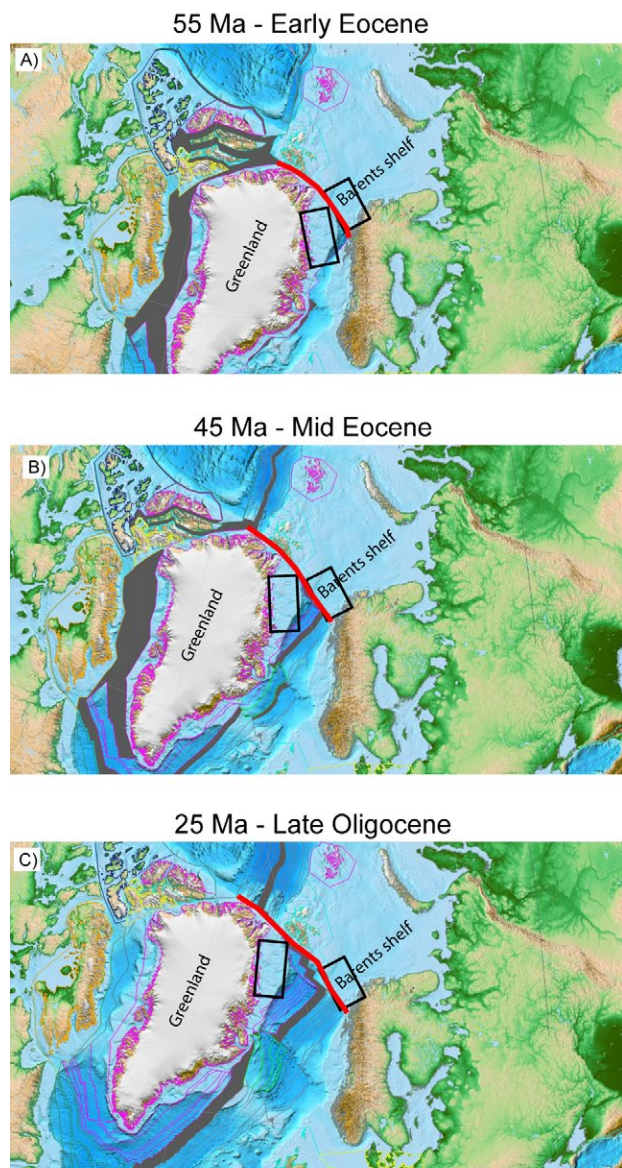 55 Ma - Early Eocene
A)
Barents shelf
Greenland
45 Ma - Mid Eocene
B)
Barents shelf
Greenland
25 Ma - Late Oligocene
C)
Barents shelf
Greenland